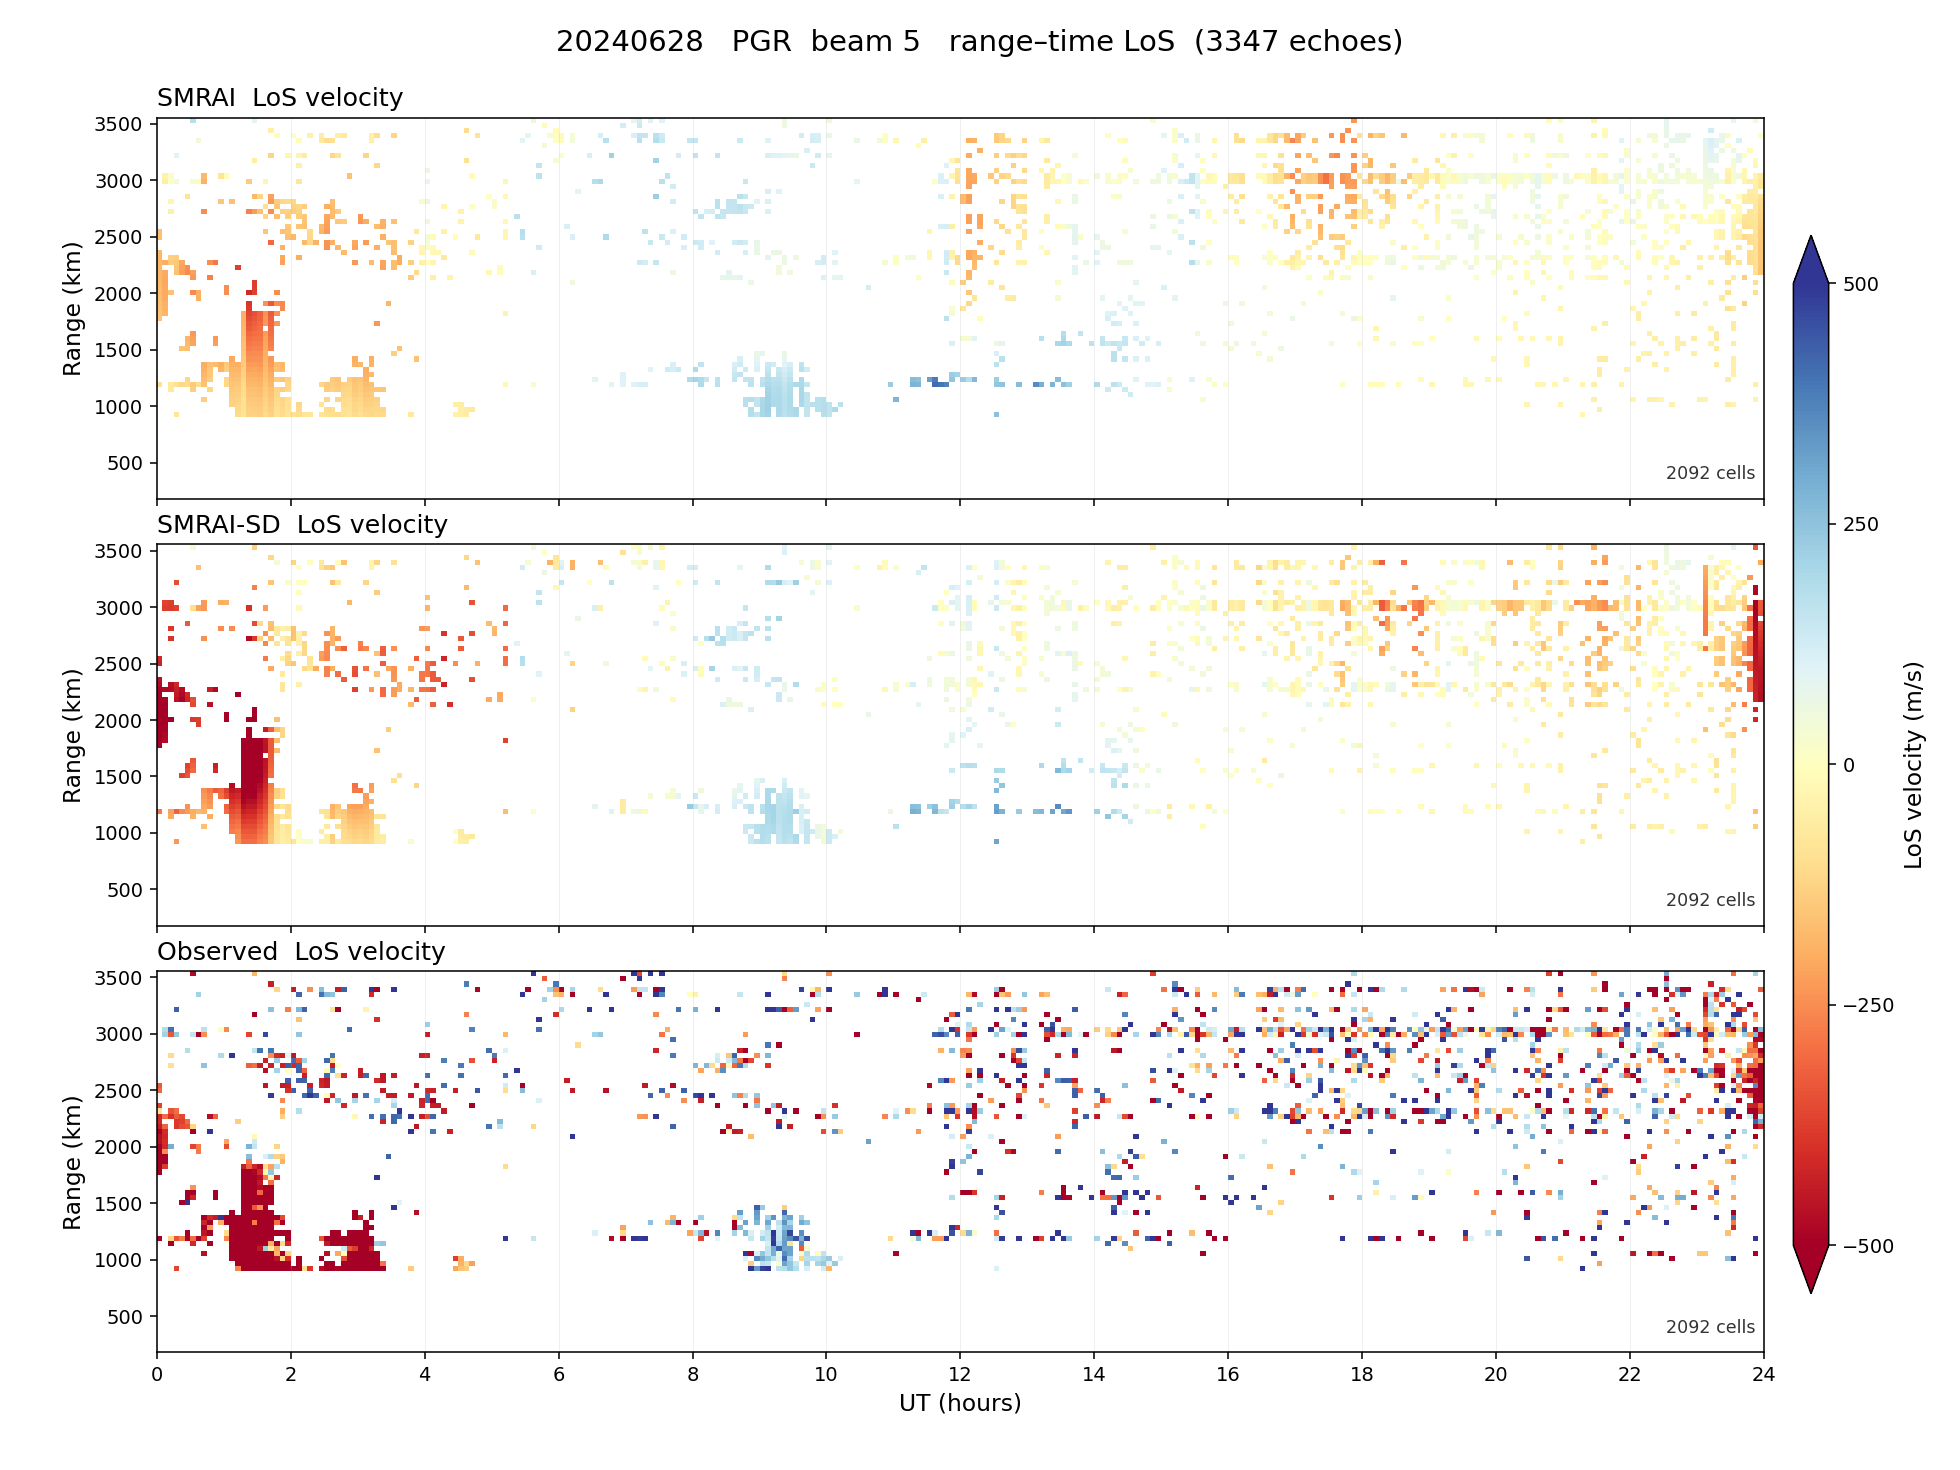 20240628   PGR  beam 5   range–time LoS  (3347 echoes)
SMRAI  LoS velocity
3500
3000
2500
2000
1500
1000
500
Range (km)
2092 cells
SMRAI-SD  LoS velocity
3500
3000
2500
2000
1500
1000
500
Range (km)
2092 cells
Observed  LoS velocity
3500
3000
2500
2000
1500
1000
500
Range (km)
2092 cells
0 2 4 6 8 10 12 14 16 18 20 22 24
UT (hours)
500
250
0
−250
−500
LoS velocity (m/s)